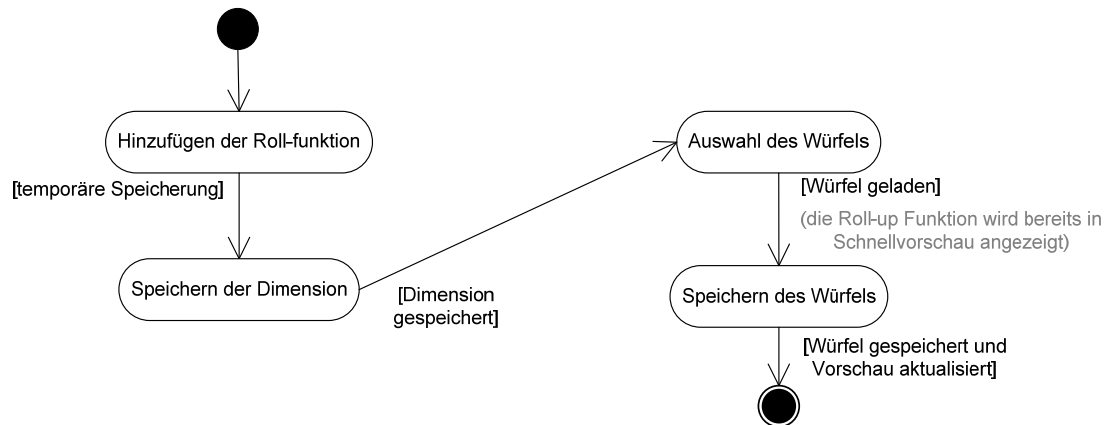 Hinzufügen der Roll-funktion
[temporäre Speicherung]
Speichern der Dimension
[Dimension
gespeichert]
Auswahl des Würfels
[Würfel geladen]
(die Roll-up Funktion wird bereits in
Schnellvorschau angezeigt)
Speichern des Würfels
[Würfel gespeichert und
Vorschau aktualisiert]